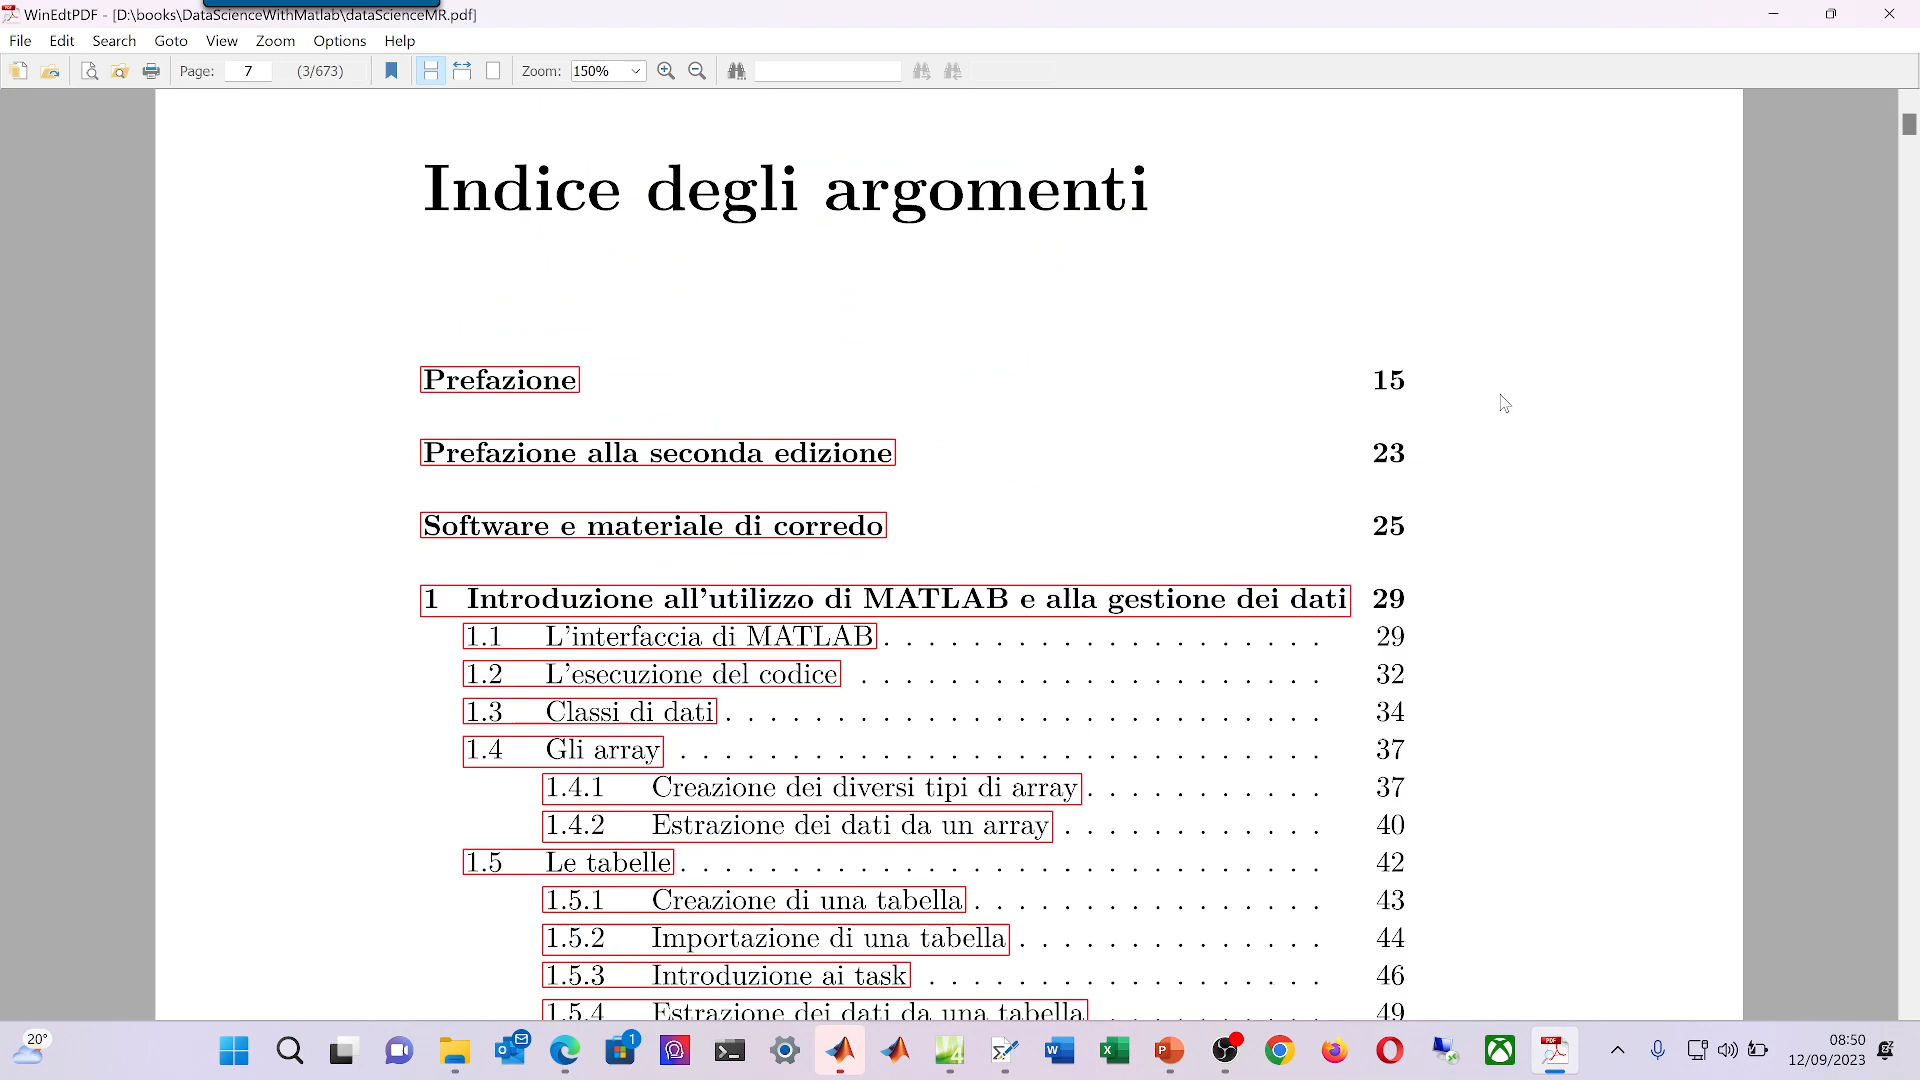 WinEdtPDF - [D:\books\DataScienceWithMatlab\dataScienceMR.pdf]
File Edit Search Goto View Zoom Options Help
Page: 7 (3/673) Zoom: 150%
Indice degli argomenti
Prefazione 15
Prefazione alla seconda edizione 23
Software e materiale di corredo 25
1 Introduzione all'utilizzo di MATLAB e alla gestione dei dati 29
1.1 L'interfaccia di MATLAB . . . . . . . . . . . . . . . . . . . . 29
1.2 L'esecuzione del codice . . . . . . . . . . . . . . . . . . . . . 32
1.3 Classi di dati . . . . . . . . . . . . . . . . . . . . . . . . . . . 34
1.4 Gli array . . . . . . . . . . . . . . . . . . . . . . . . . . . . . 37
1.4.1 Creazione dei diversi tipi di array . . . . . . . . . . . 37
1.4.2 Estrazione dei dati da un array . . . . . . . . . . . . 40
1.5 Le tabelle . . . . . . . . . . . . . . . . . . . . . . . . . . . . . 42
1.5.1 Creazione di una tabella . . . . . . . . . . . . . . . . 43
1.5.2 Importazione di una tabella . . . . . . . . . . . . . . 44
1.5.3 Introduzione ai task . . . . . . . . . . . . . . . . . . 46
1.5.4 Estrazione dei dati da una tabella . . . . . . . . . . . 49
20°
1
08:50
12/09/2023